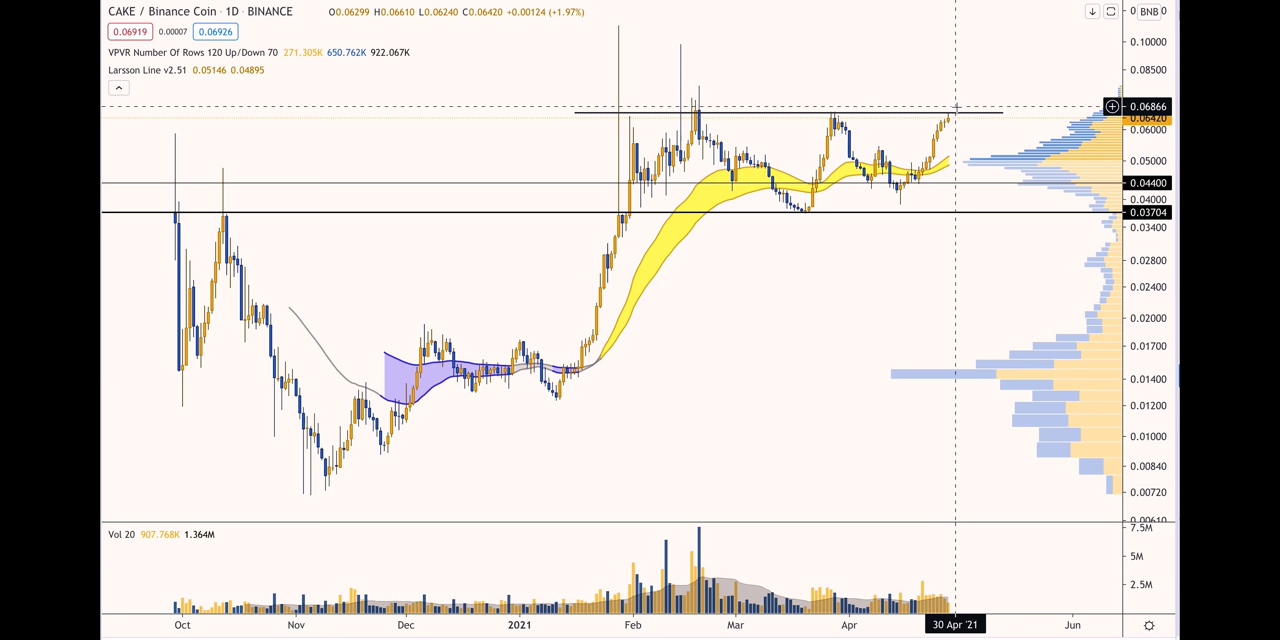 CAKE / Binance Coin · 1D · BINANCE O0.06299 H0.06610 L0.06240 C0.06420 +0.00124 (+1.97%)
0.06919 0.00007 0.06926
VPVR Number Of Rows 120 Up/Down 70 271.305K 650.762K 922.067K
Larsson Line v2.51 0.05146 0.04895
BNB
0.10000
0.08500
0.06866
0.06420
0.06000
0.05000
0.04400
0.04000
0.03704
0.03400
0.02800
0.02400
0.02000
0.01700
0.01400
0.01200
0.01000
0.00840
0.00720
0.00610
Vol 20 907.768K 1.364M
7.5M
5M
2.5M
Oct Nov Dec 2021 Feb Mar Apr 30 Apr '21 Jun